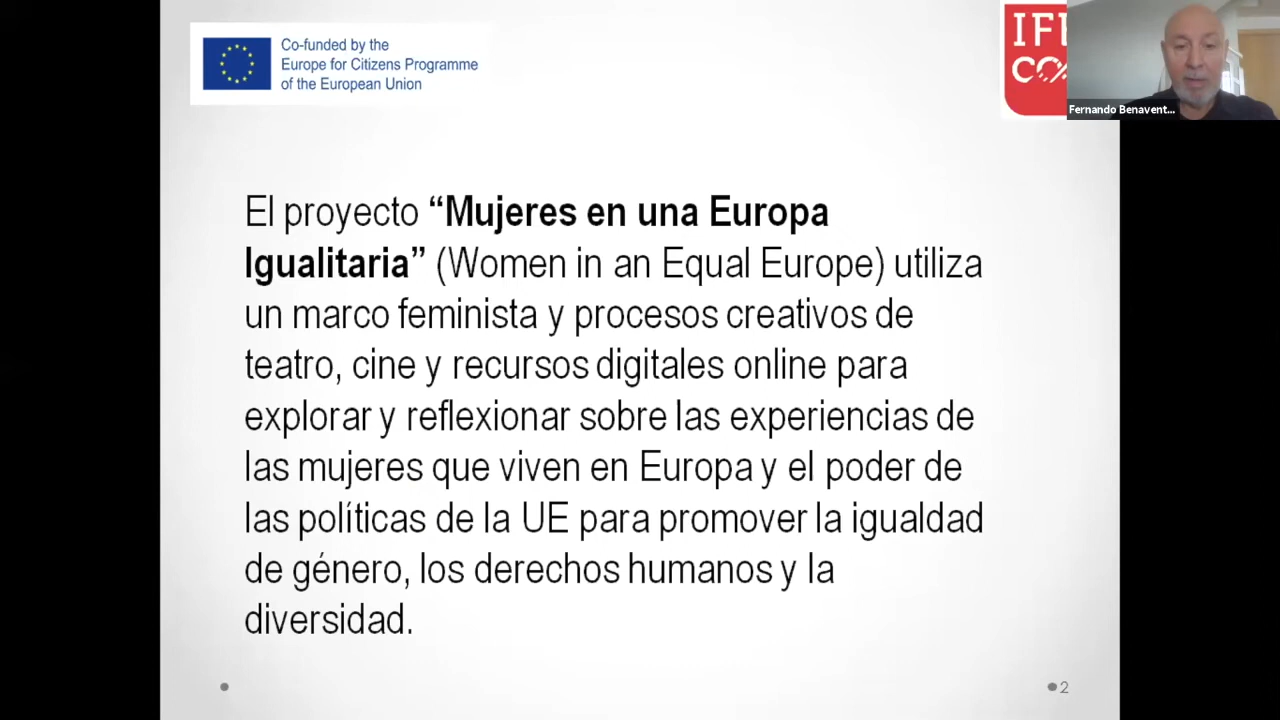 Co-funded by the
Europe for Citizens Programme
of the European Union
Fernando Benavent...
El proyecto “Mujeres en una Europa
Igualitaria” (Women in an Equal Europe) utiliza
un marco feminista y procesos creativos de
teatro, cine y recursos digitales online para
explorar y reflexionar sobre las experiencias de
las mujeres que viven en Europa y el poder de
las políticas de la UE para promover la igualdad
de género, los derechos humanos y la
diversidad.
2